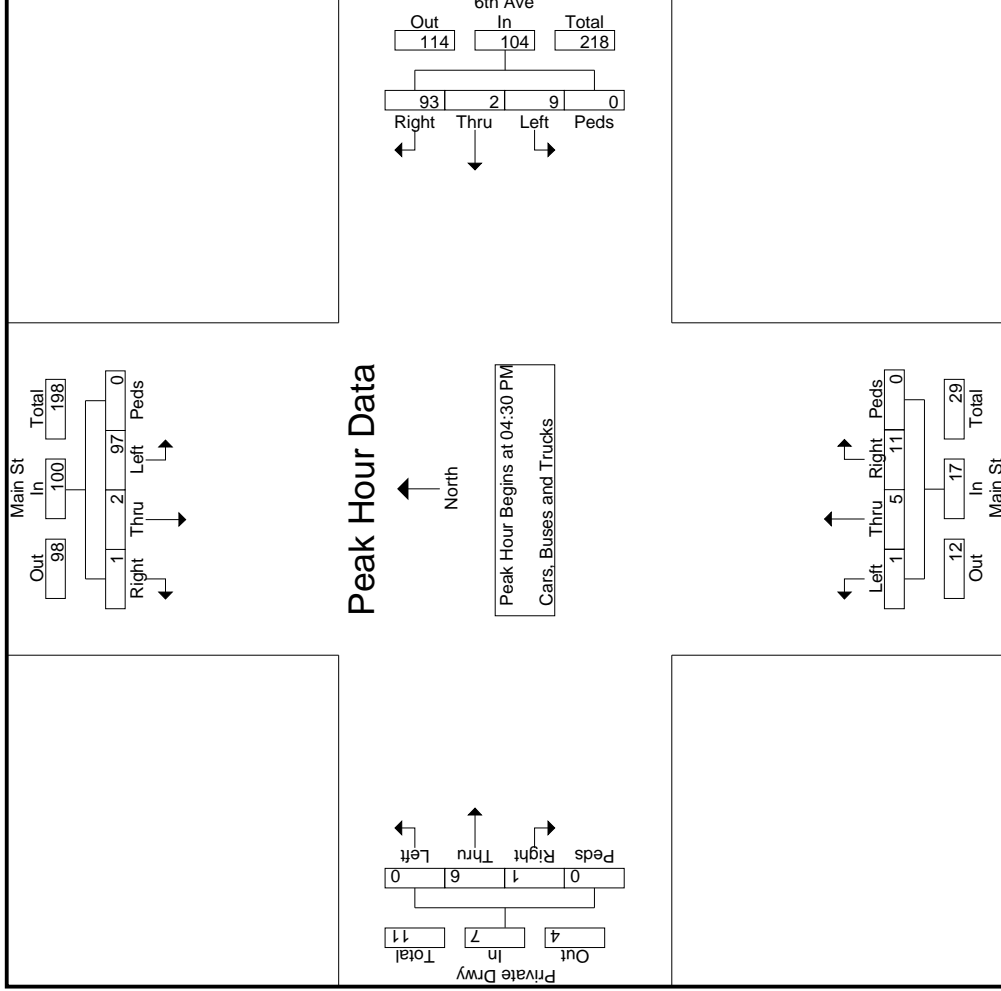 6th Ave
Out In Total
114 104 218
93 2 9 0
Right Thru Left Peds
Main St
Out In Total
98 100 198
1 2 97 0
Right Thru Left Peds
Peak Hour Data
North
Peak Hour Begins at 04:30 PM
Cars, Buses and Trucks
Left Thru Right Peds
1 5 11 0
12 17 29
Out In Total
Main St
Left Thru Right Peds
0 6 1 0
11 7 4
Total In Out
Private Drwy